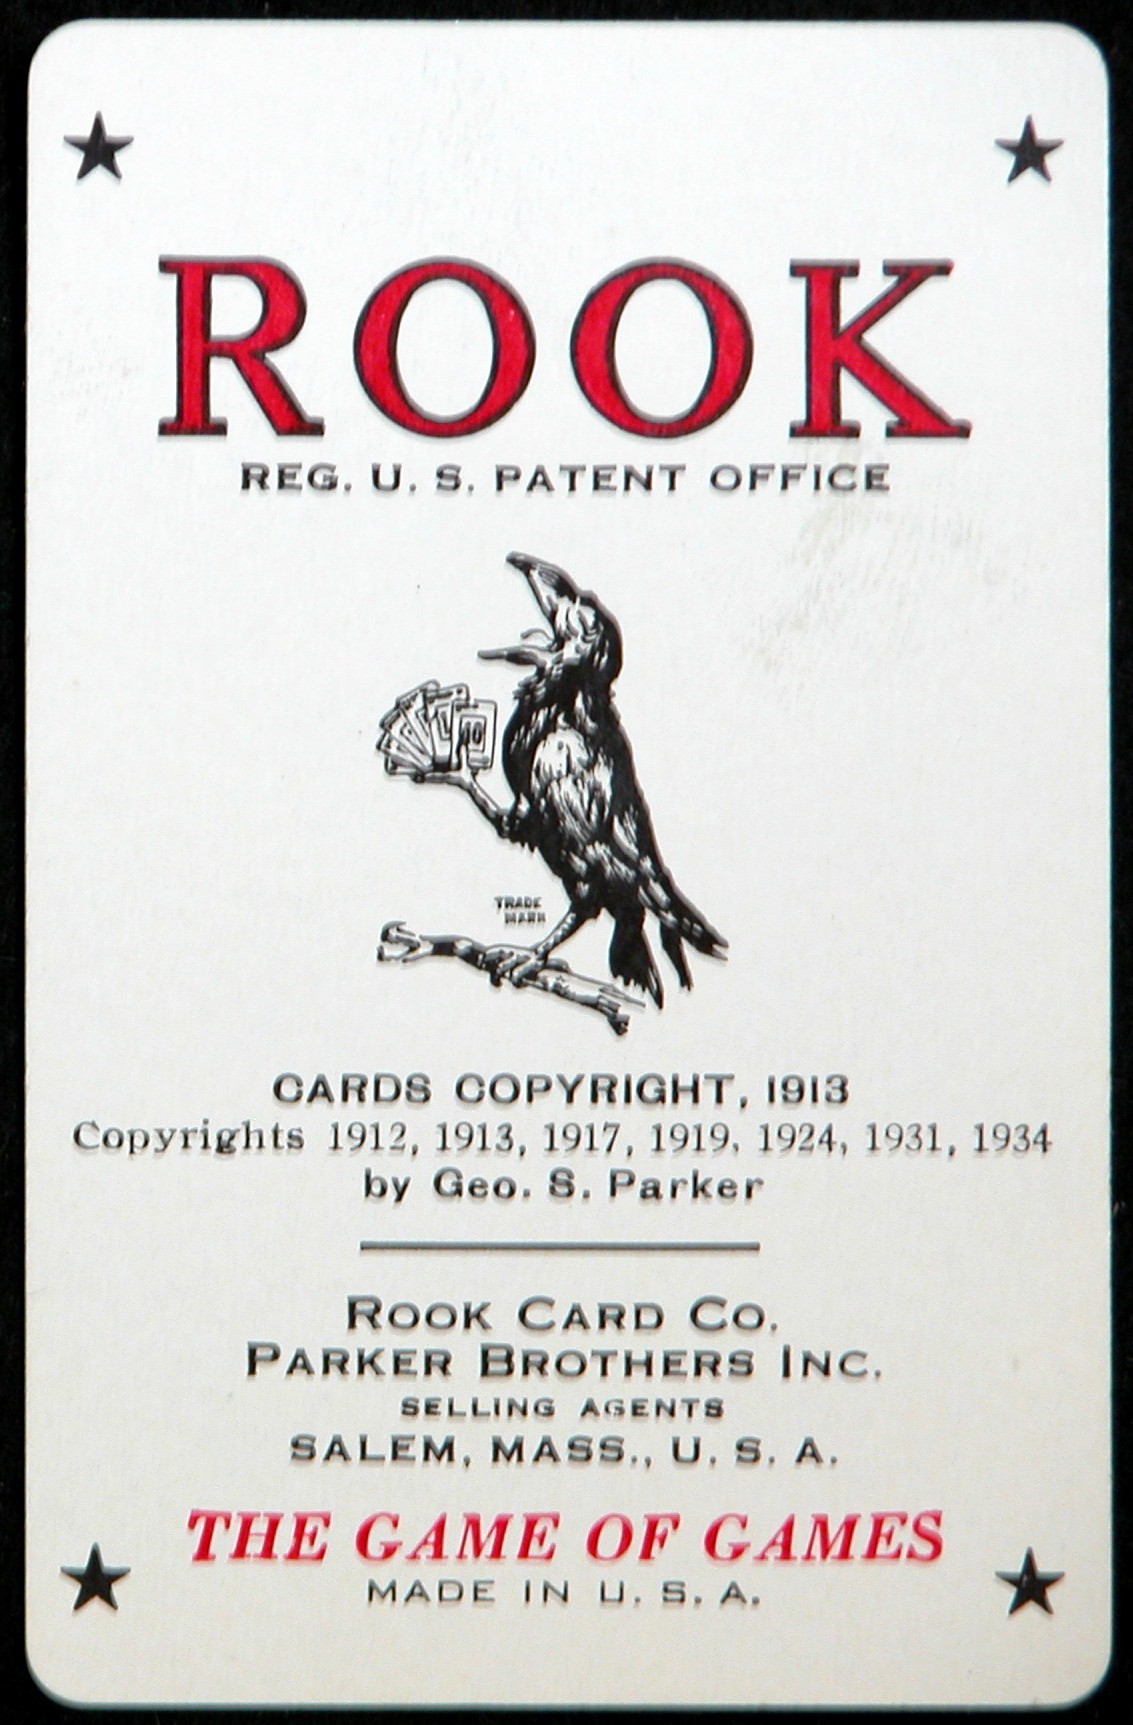 ROOK
REG. U. S. PATENT OFFICE
10
TRADE
MARK
CARDS COPYRIGHT, 1913
Copyrights 1912, 1913, 1917, 1919, 1924, 1931, 1934
by Geo. S. Parker
ROOK CARD CO.
PARKER BROTHERS INC.
SELLING AGENTS
SALEM, MASS., U. S. A.
THE GAME OF GAMES
MADE IN U. S. A.